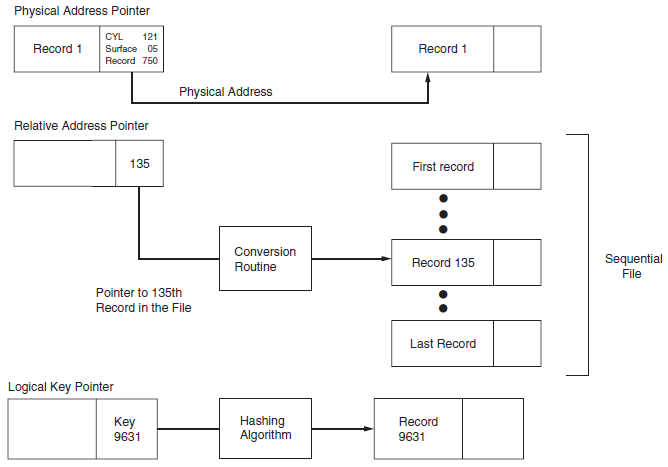 Physical Address Pointer
Record 1
CYL 121
Surface 05
Record 750
Record 1
Physical Address
Relative Address Pointer
135
First record
Conversion
Routine
Record 135
Sequential
File
Pointer to 135th
Record in the File
Last Record
Logical Key Pointer
Key
9631
Hashing
Algorithm
Record
9631